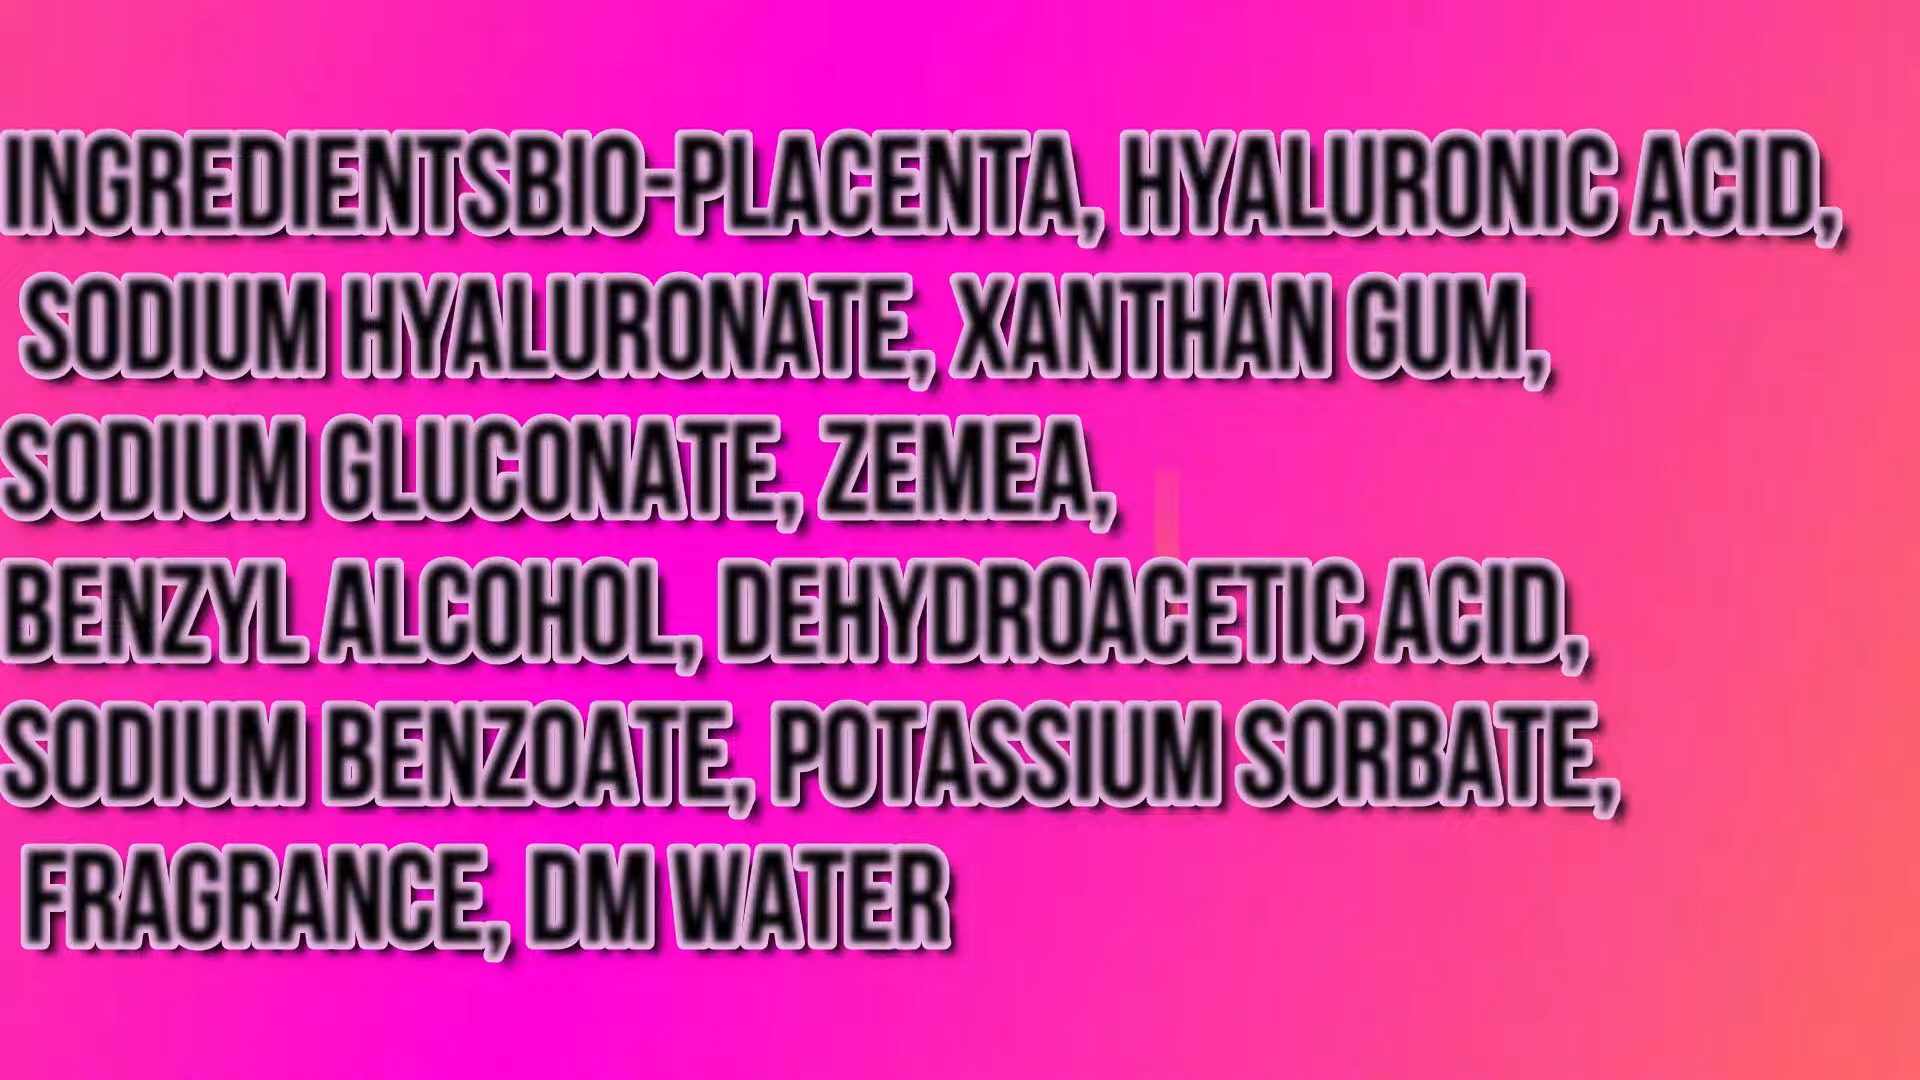 INGREDIENTSBIO-PLACENTA, HYALURONIC ACID,
SODIUM HYALURONATE, XANTHAN GUM,
SODIUM GLUCONATE, ZEMEA,
BENZYL ALCOHOL, DEHYDROACETIC ACID,
SODIUM BENZOATE, POTASSIUM SORBATE,
FRAGRANCE, DM WATER